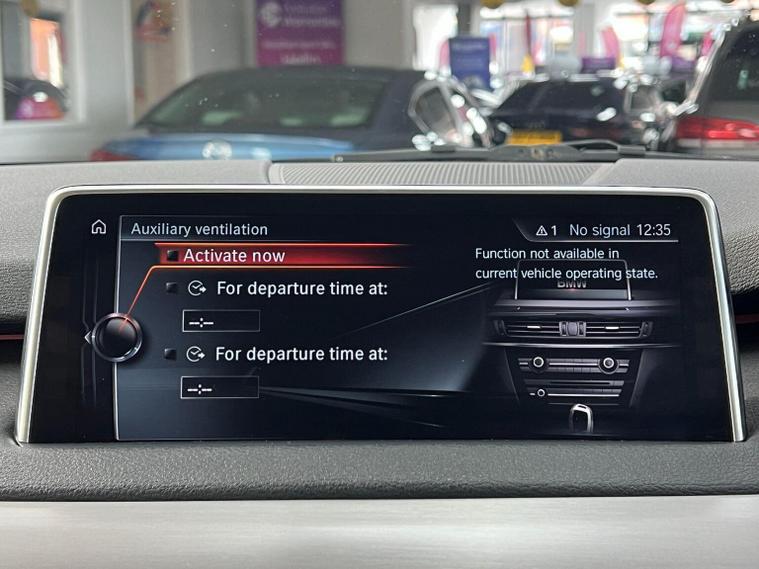 Auxiliary ventilation
1 No signal 12:35
Activate now
Function not available in
current vehicle operating state.
For departure time at:
--:--
For departure time at:
--:--
BMW